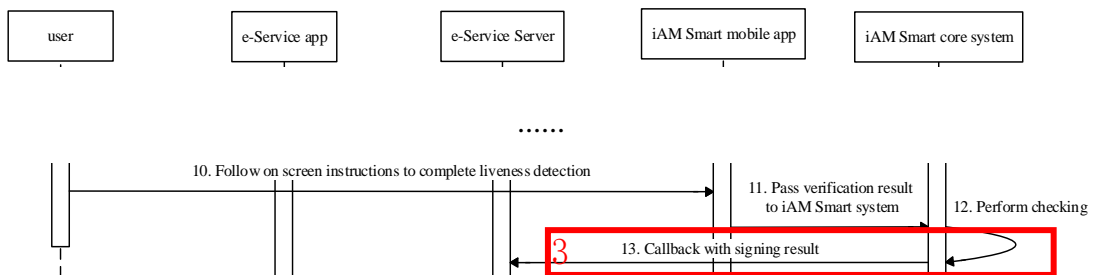 user
e-Service app
e-Service Server
iAM Smart mobile app
iAM Smart core system
......
10. Follow on screen instructions to complete liveness detection
11. Pass verification result
to iAM Smart system
12. Perform checking
3
13. Callback with signing result